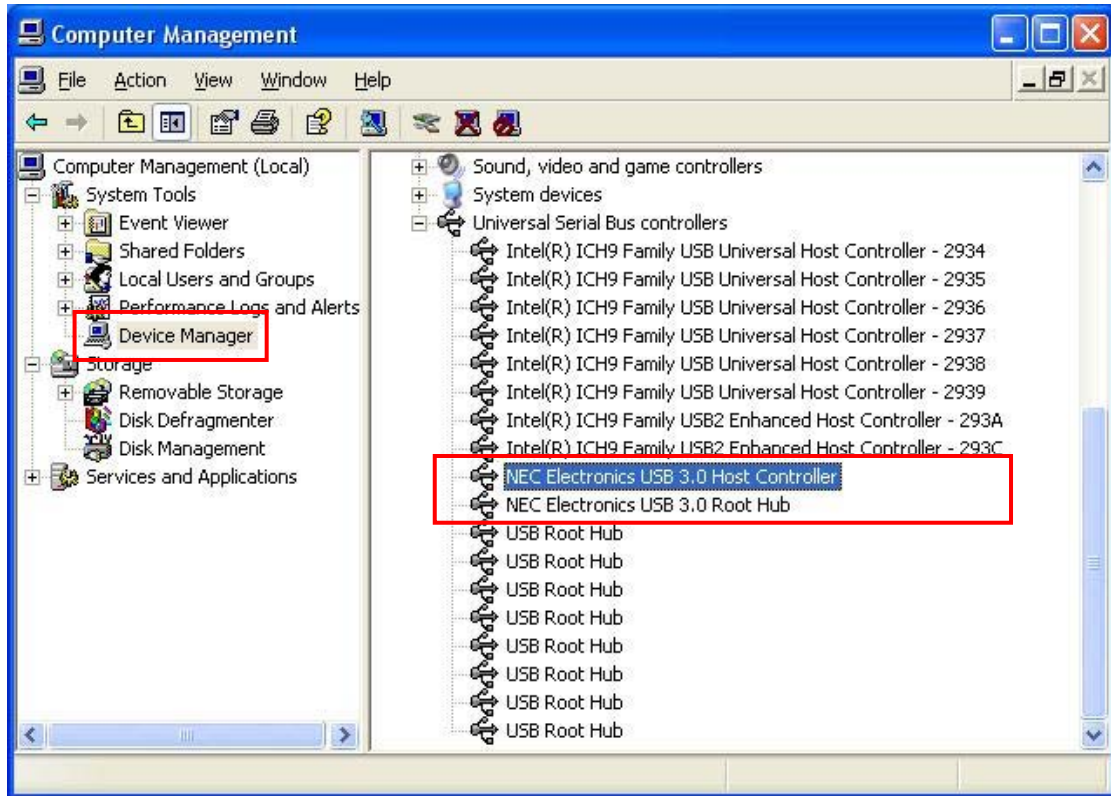 Computer Management
File Action View Window Help
Computer Management (Local)
System Tools
Event Viewer
Shared Folders
Local Users and Groups
Performance Logs and Alerts
Device Manager
Storage
Removable Storage
Disk Defragmenter
Disk Management
Services and Applications
Sound, video and game controllers
System devices
Universal Serial Bus controllers
Intel(R) ICH9 Family USB Universal Host Controller - 2934
Intel(R) ICH9 Family USB Universal Host Controller - 2935
Intel(R) ICH9 Family USB Universal Host Controller - 2936
Intel(R) ICH9 Family USB Universal Host Controller - 2937
Intel(R) ICH9 Family USB Universal Host Controller - 2938
Intel(R) ICH9 Family USB Universal Host Controller - 2939
Intel(R) ICH9 Family USB2 Enhanced Host Controller - 293A
Intel(R) ICH9 Family USB2 Enhanced Host Controller - 293C
NEC Electronics USB 3.0 Host Controller
NEC Electronics USB 3.0 Root Hub
USB Root Hub
USB Root Hub
USB Root Hub
USB Root Hub
USB Root Hub
USB Root Hub
USB Root Hub
USB Root Hub